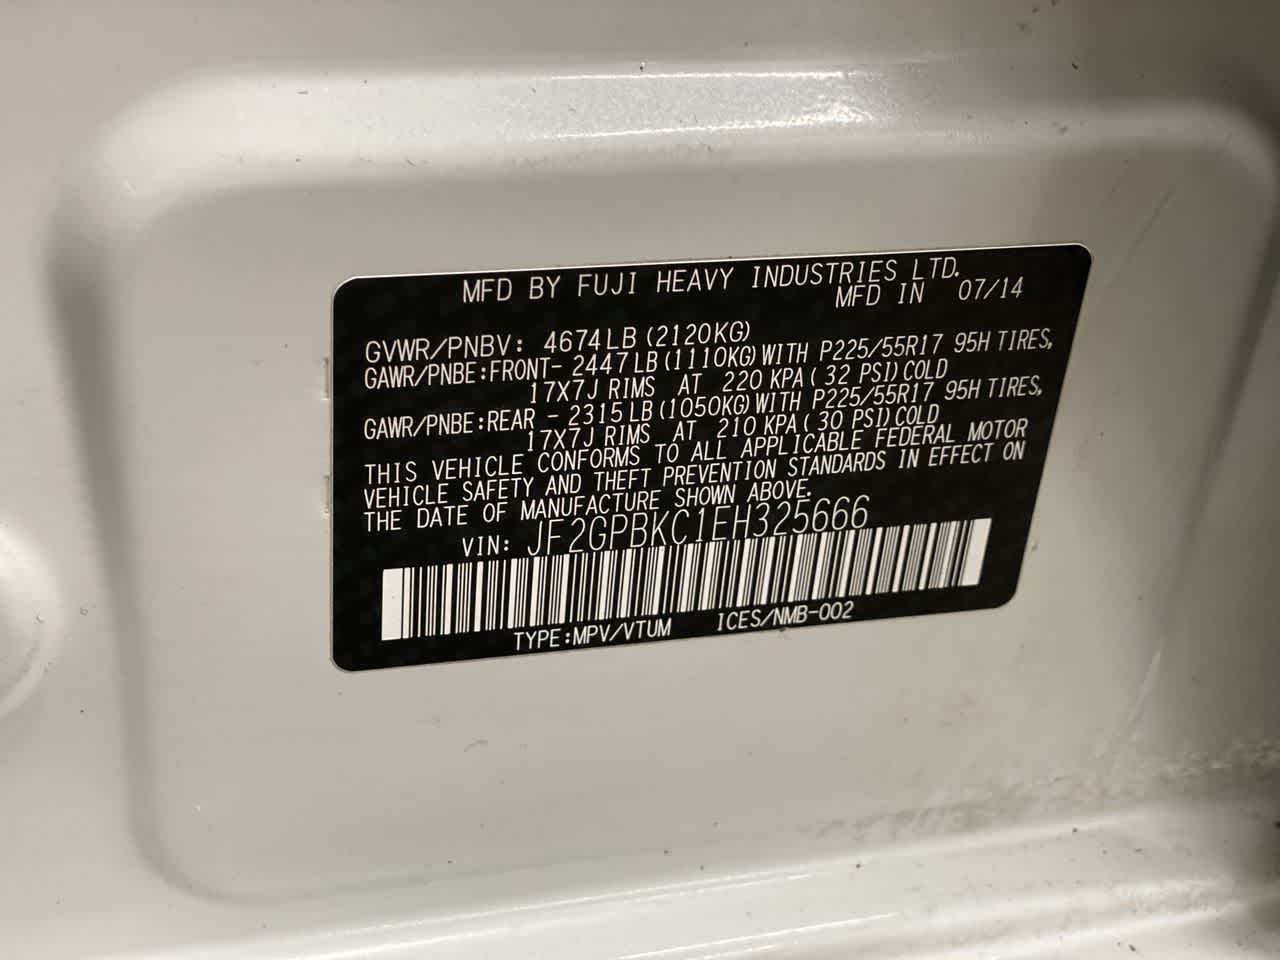 MFD BY FUJI HEAVY INDUSTRIES LTD.
MFD IN 07/14
GVWR/PNBV: 4674LB (2120KG)
GAWR/PNBE:FRONT- 2447LB (1110KG) WITH P225/55R17 95H TIRES,
17X7J RIMS AT 220 KPA ( 32 PSI) COLD
GAWR/PNBE:REAR - 2315LB (1050KG) WITH P225/55R17 95H TIRES,
17X7J RIMS AT 210 KPA ( 30 PSI) COLD
THIS VEHICLE CONFORMS TO ALL APPLICABLE FEDERAL MOTOR
VEHICLE SAFETY AND THEFT PREVENTION STANDARDS IN EFFECT ON
THE DATE OF MANUFACTURE SHOWN ABOVE.
VIN: JF2GPBKC1EH325666
TYPE:MPV/VTUM ICES/NMB-002